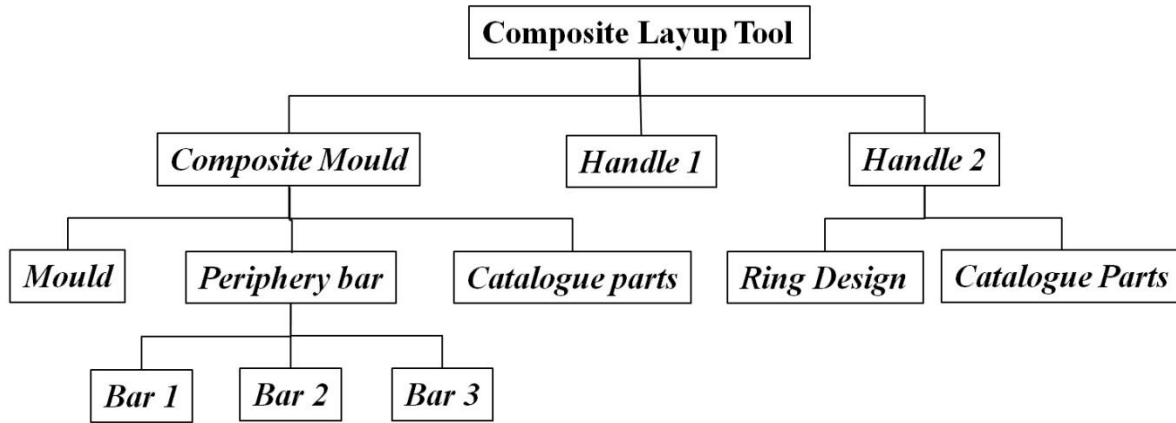 Composite Layup Tool
Composite Mould
Handle 1
Handle 2
Mould
Periphery bar
Catalogue parts
Ring Design
Catalogue Parts
Bar 1
Bar 2
Bar 3